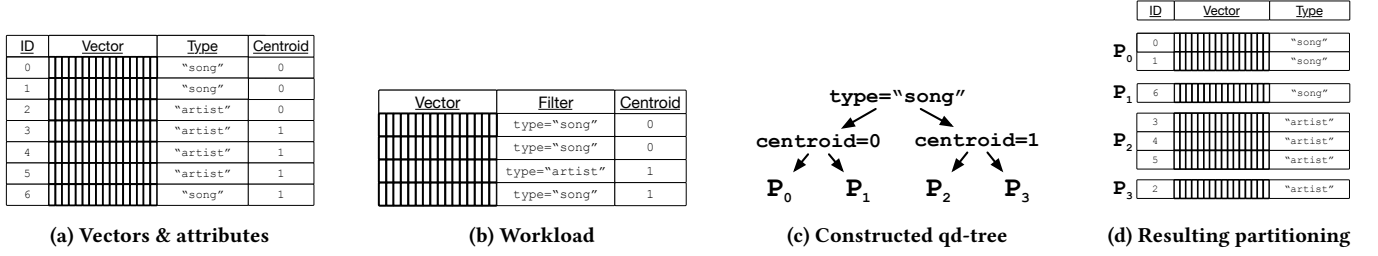 ID Vector Type Centroid
0 "song" 0
1 "song" 0
2 "artist" 0
3 "artist" 1
4 "artist" 1
5 "artist" 1
6 "song" 1
(a) Vectors & attributes
Vector Filter Centroid
type="song" 0
type="song" 0
type="artist" 1
type="song" 1
(b) Workload
type="song"
centroid=0 centroid=1
P0 P1 P2 P3
(c) Constructed qd-tree
ID Vector Type
P0
0 "song"
1 "song"
P1
6 "song"
P2
3 "artist"
4 "artist"
5 "artist"
P3
2 "artist"
(d) Resulting partitioning